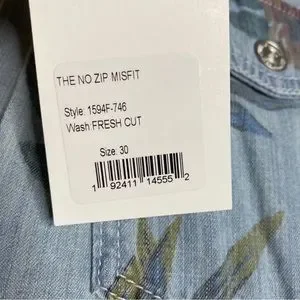 THE NO ZIP MISFIT
Style: 1594F-746
Wash:FRESH CUT
Size: 30
1 92411 14555 2